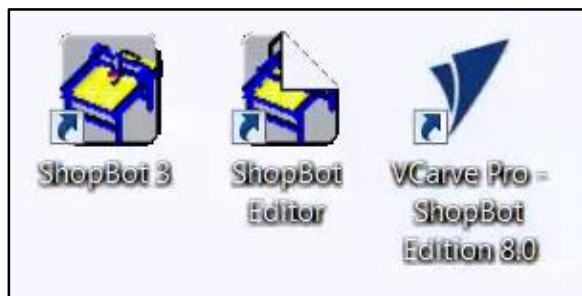 ShopBot 3
ShopBot
Editor
VCarve Pro -
ShopBot
Edition 8.0